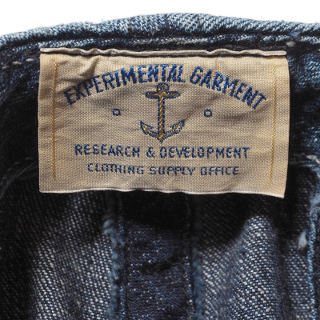 EXPERIMENTAL GARMENT
RESEARCH & DEVELOPMENT
CLOTHING SUPPLY OFFICE